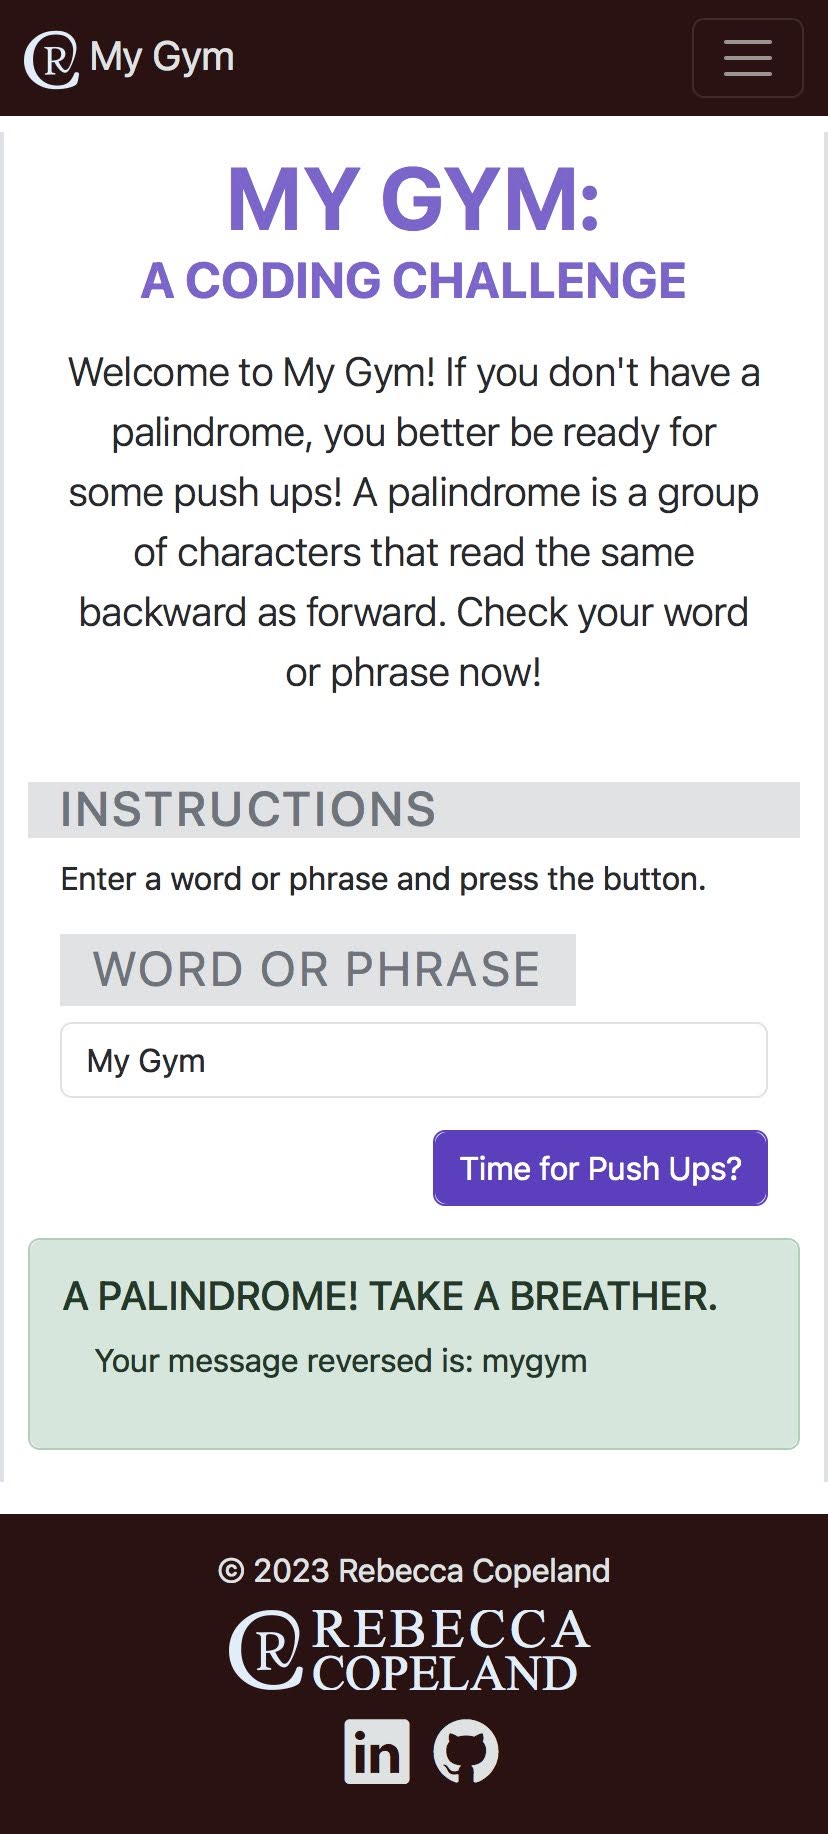 CR My Gym
MY GYM:
A CODING CHALLENGE
Welcome to My Gym! If you don't have a
palindrome, you better be ready for
some push ups! A palindrome is a group
of characters that read the same
backward as forward. Check your word
or phrase now!
INSTRUCTIONS
Enter a word or phrase and press the button.
WORD OR PHRASE
My Gym
Time for Push Ups?
A PALINDROME! TAKE A BREATHER.
Your message reversed is: mygym
© 2023 Rebecca Copeland
CR REBECCA
COPELAND
in